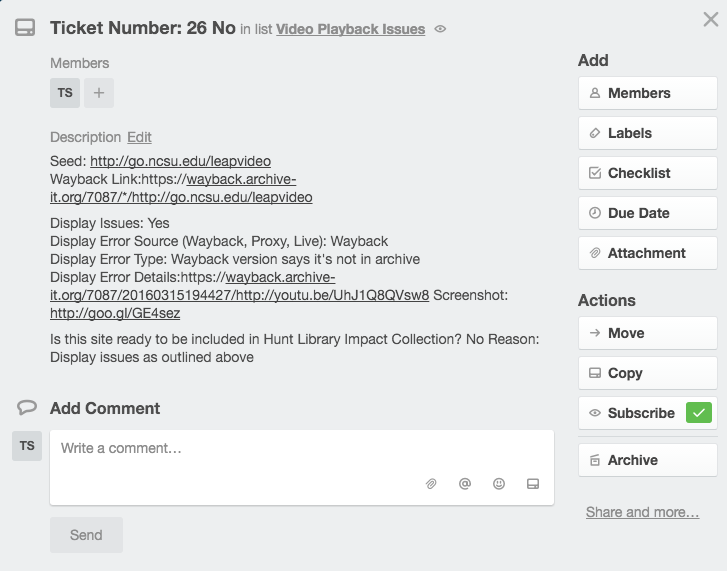 Ticket Number: 26 No in list Video Playback Issues
Members
TS +
Description Edit
Seed: http://go.ncsu.edu/leapvideo
Wayback Link:https://wayback.archive-
it.org/7087/*/http://go.ncsu.edu/leapvideo
Display Issues: Yes
Display Error Source (Wayback, Proxy, Live): Wayback
Display Error Type: Wayback version says it's not in archive
Display Error Details:https://wayback.archive-
it.org/7087/20160315194427/http://youtu.be/UhJ1Q8QVsw8 Screenshot:
http://goo.gl/GE4sez
Is this site ready to be included in Hunt Library Impact Collection? No Reason:
Display issues as outlined above
Add Comment
TS
Write a comment…
Send
Add
Members
Labels
Checklist
Due Date
Attachment
Actions
Move
Copy
Subscribe
Archive
Share and more…